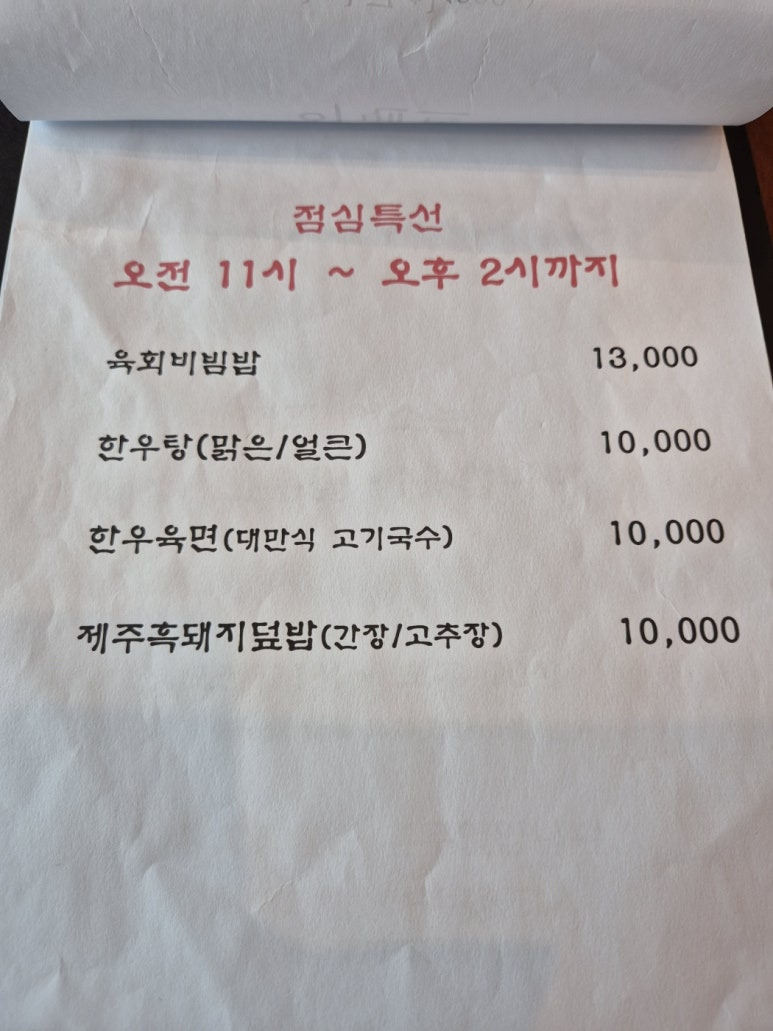 점심특선
오전 11시 ~ 오후 2시까지
육회비빔밥 13,000
한우탕(맑은/얼큰) 10,000
한우육면(대만식 고기국수) 10,000
제주흑돼지덮밥(간장/고추장) 10,000